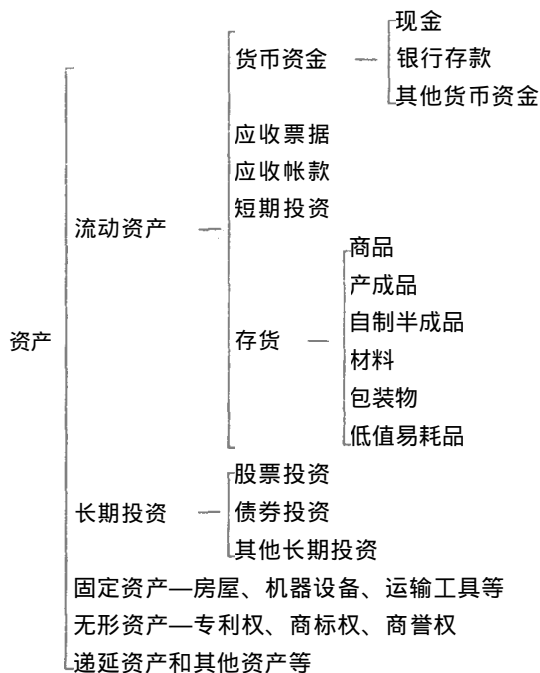 资产
流动资产
货币资金
现金
银行存款
其他货币资金
应收票据
应收帐款
短期投资
存货
商品
产成品
自制半成品
材料
包装物
低值易耗品
长期投资
股票投资
债券投资
其他长期投资
固定资产—房屋、机器设备、运输工具等
无形资产—专利权、商标权、商誉权
递延资产和其他资产等